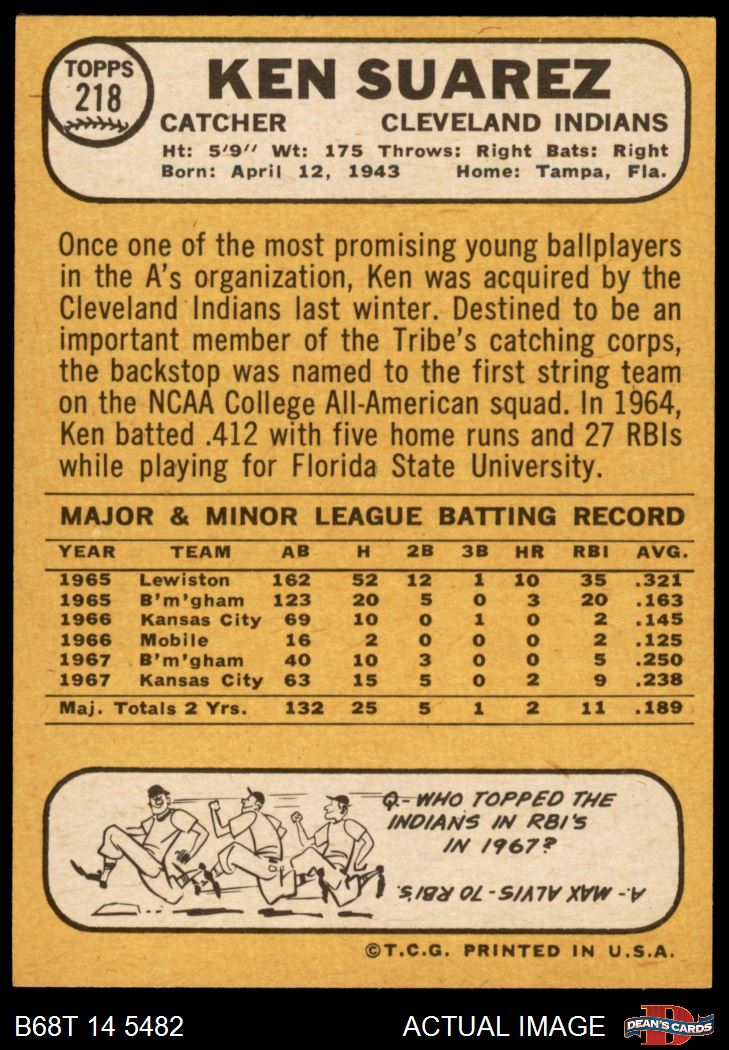 TOPPS
218
KEN SUAREZ
CATCHER CLEVELAND INDIANS
Ht: 5'9" Wt: 175 Throws: Right Bats: Right
Born: April 12, 1943 Home: Tampa, Fla.
Once one of the most promising young ballplayers
in the A's organization, Ken was acquired by the
Cleveland Indians last winter. Destined to be an
important member of the Tribe's catching corps,
the backstop was named to the first string team
on the NCAA College All-American squad. In 1964,
Ken batted .412 with five home runs and 27 RBIs
while playing for Florida State University.
MAJOR & MINOR LEAGUE BATTING RECORD
YEAR TEAM AB H 2B 3B HR RBI AVG.
1965 Lewiston 162 52 12 1 10 35 .321
1965 B'm'gham 123 20 5 0 3 20 .163
1966 Kansas City 69 10 0 1 0 2 .145
1966 Mobile 16 2 0 0 0 2 .125
1967 B'm'gham 40 10 3 0 0 5 .250
1967 Kansas City 63 15 5 0 2 9 .238
Maj. Totals 2 Yrs. 132 25 5 1 2 11 .189
Q.- WHO TOPPED THE
INDIANS IN RBI'S
IN 1967?
A.- MAX ALVIS - 70 RBI'S.
©T.C.G. PRINTED IN U.S.A.
B68T 14 5482 ACTUAL IMAGE
DEAN'S CARDS